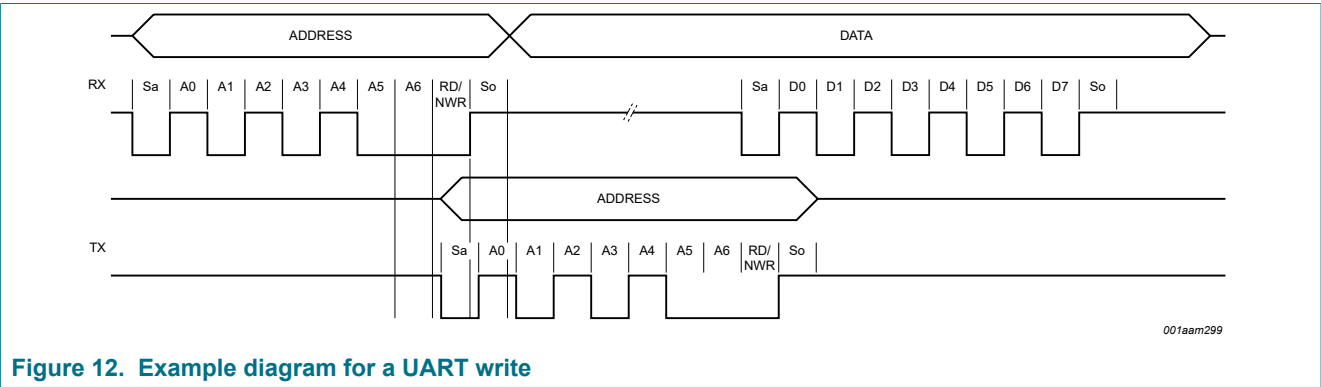 ADDRESS DATA
RX Sa A0 A1 A2 A3 A4 A5 A6 RD/ So Sa D0 D1 D2 D3 D4 D5 D6 D7 So
NWR
ADDRESS
TX Sa A0 A1 A2 A3 A4 A5 A6 RD/ So
NWR
001aam299
Figure 12. Example diagram for a UART write